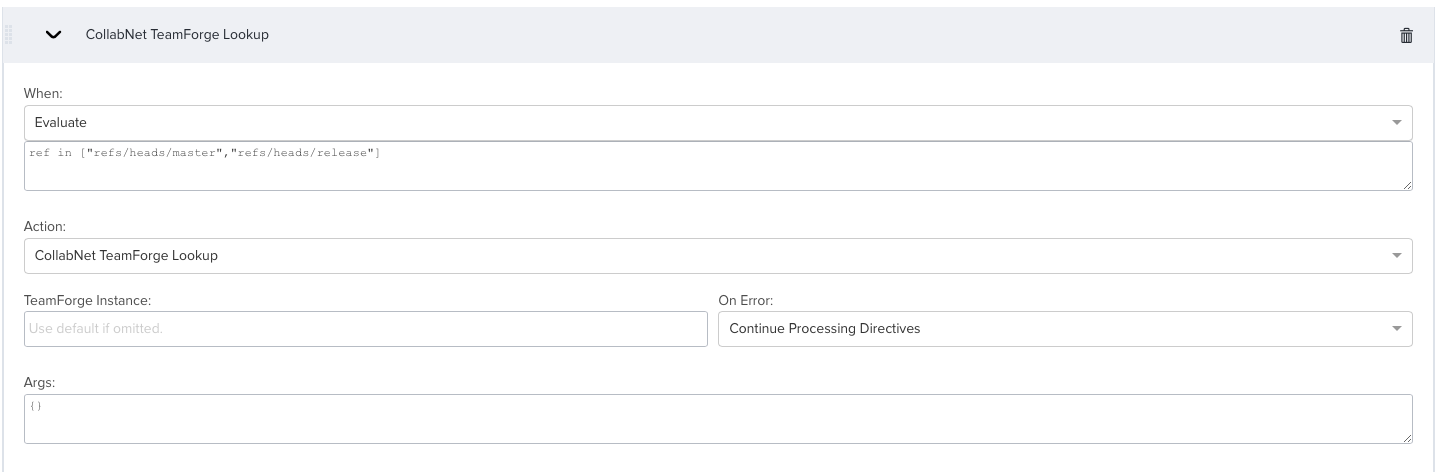 CollabNet TeamForge Lookup
When:
Evaluate
ref in ["refs/heads/master","refs/heads/release"]
Action:
CollabNet TeamForge Lookup
TeamForge Instance:
On Error:
Use default if omitted.
Continue Processing Directives
Args:
{}